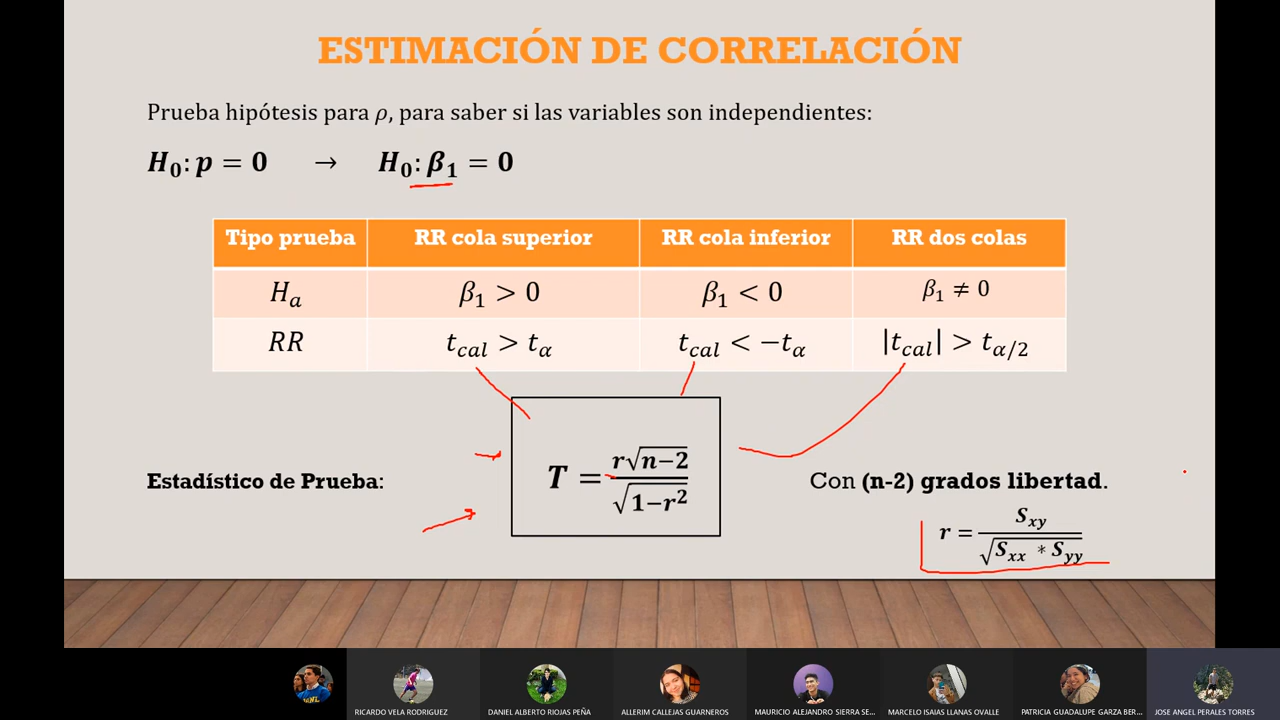 ESTIMACIÓN DE CORRELACIÓN
Prueba hipótesis para ρ, para saber si las variables son independientes:
H₀: p = 0 → H₀: β₁ = 0
Tipo prueba RR cola superior RR cola inferior RR dos colas
Hₐ β₁ > 0 β₁ < 0 β₁ ≠ 0
RR t_cal > t_α t_cal < −t_α |t_cal| > t_{α/2}
Estadístico de Prueba: T = r√(n−2) / √(1−r²) Con (n-2) grados libertad.
r = S_xy / √(S_xx * S_yy)
RICARDO VELA RODRIGUEZ DANIEL ALBERTO RIOJAS PEÑA ALLERIM CALLEJAS GUARNEROS MAURICIO ALEJANDRO SIERRA SE... MARCELO ISAIAS LLANAS OVALLE PATRICIA GUADALUPE GARZA BER... JOSE ANGEL PERALES TORRES